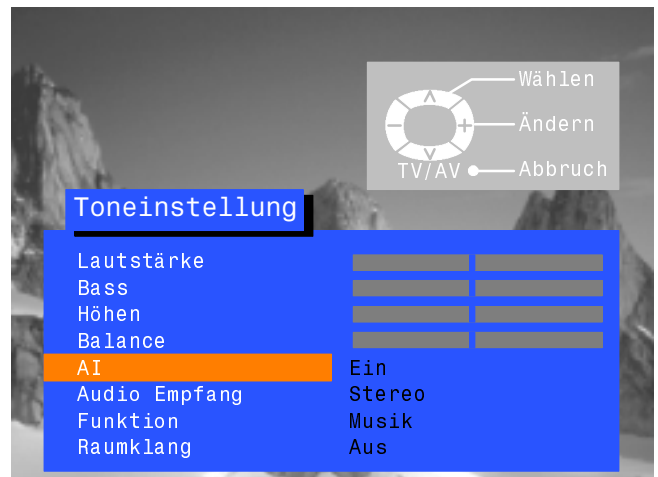 Wählen
Ändern
TV/AV Abbruch
Toneinstellung
Lautstärke
Bass
Höhen
Balance
AI Ein
Audio Empfang Stereo
Funktion Musik
Raumklang Aus